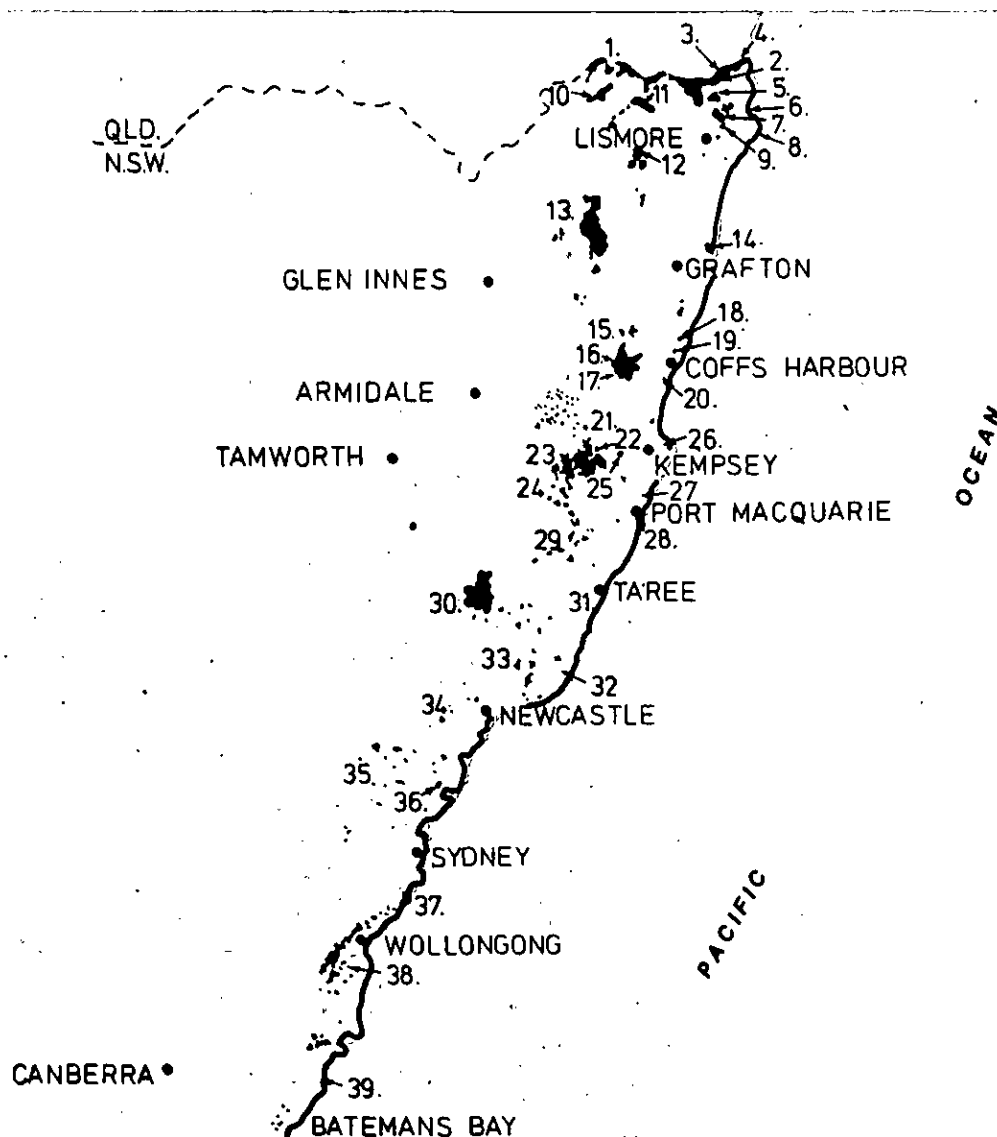 4.
3.
1.
2.
5.
10.
11
6.
7.
QLD.
LISMORE
8.
N.S.W.
9.
12
13.
14.
GRAFTON
GLEN INNES
18.
15.
19.
16.
COFFS HARBOUR
17.
ARMIDALE
20.
21.
26.
22
TAMWORTH
23
KEMPSEY
OCEAN
24
25
27
PORT MACQUARIE
28.
29.
TAREE
30.
31.
33.
32
34.
NEWCASTLE
35.
36.
SYDNEY
PACIFIC
37.
WOLLONGONG
38.
CANBERRA
39.
BATEMANS BAY